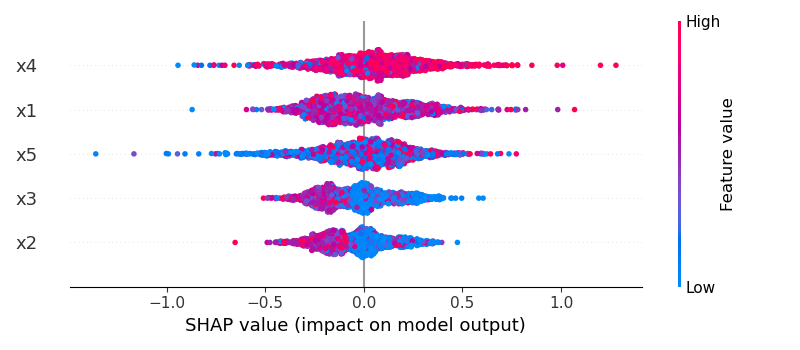 High
x4
x1
x5
x3
x2
Feature value
Low
−1.0 −0.5 0.0 0.5 1.0
SHAP value (impact on model output)